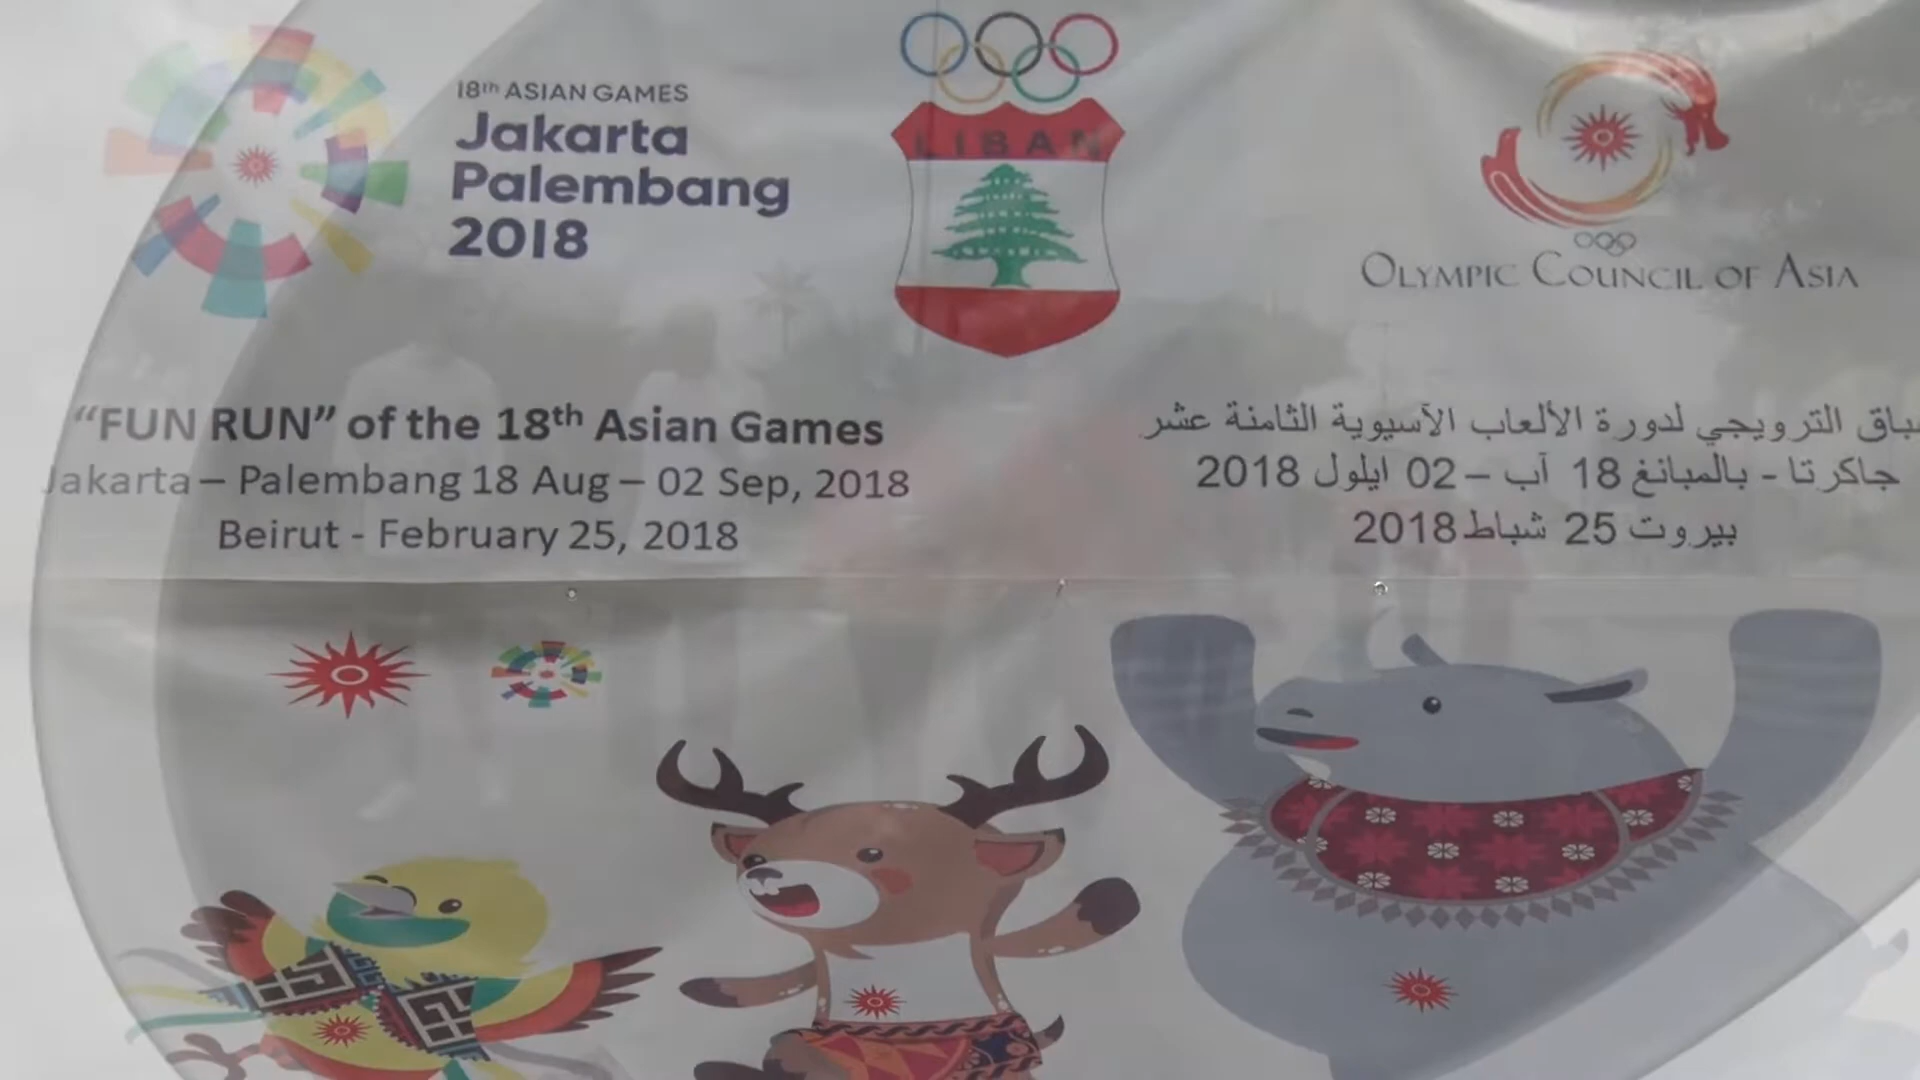 18th ASIAN GAMES
Jakarta
Palembang
2018
LIBAN
OLYMPIC COUNCIL OF ASIA
“FUN RUN” of the 18th Asian Games
Jakarta – Palembang 18 Aug – 02 Sep, 2018
Beirut - February 25, 2018
الترويجي لدورة الألعاب الآسيوية الثامنة عشر
جاكرتا - بالمبانغ 18 آب – 02 ايلول 2018
بيروت 25 شباط 2018